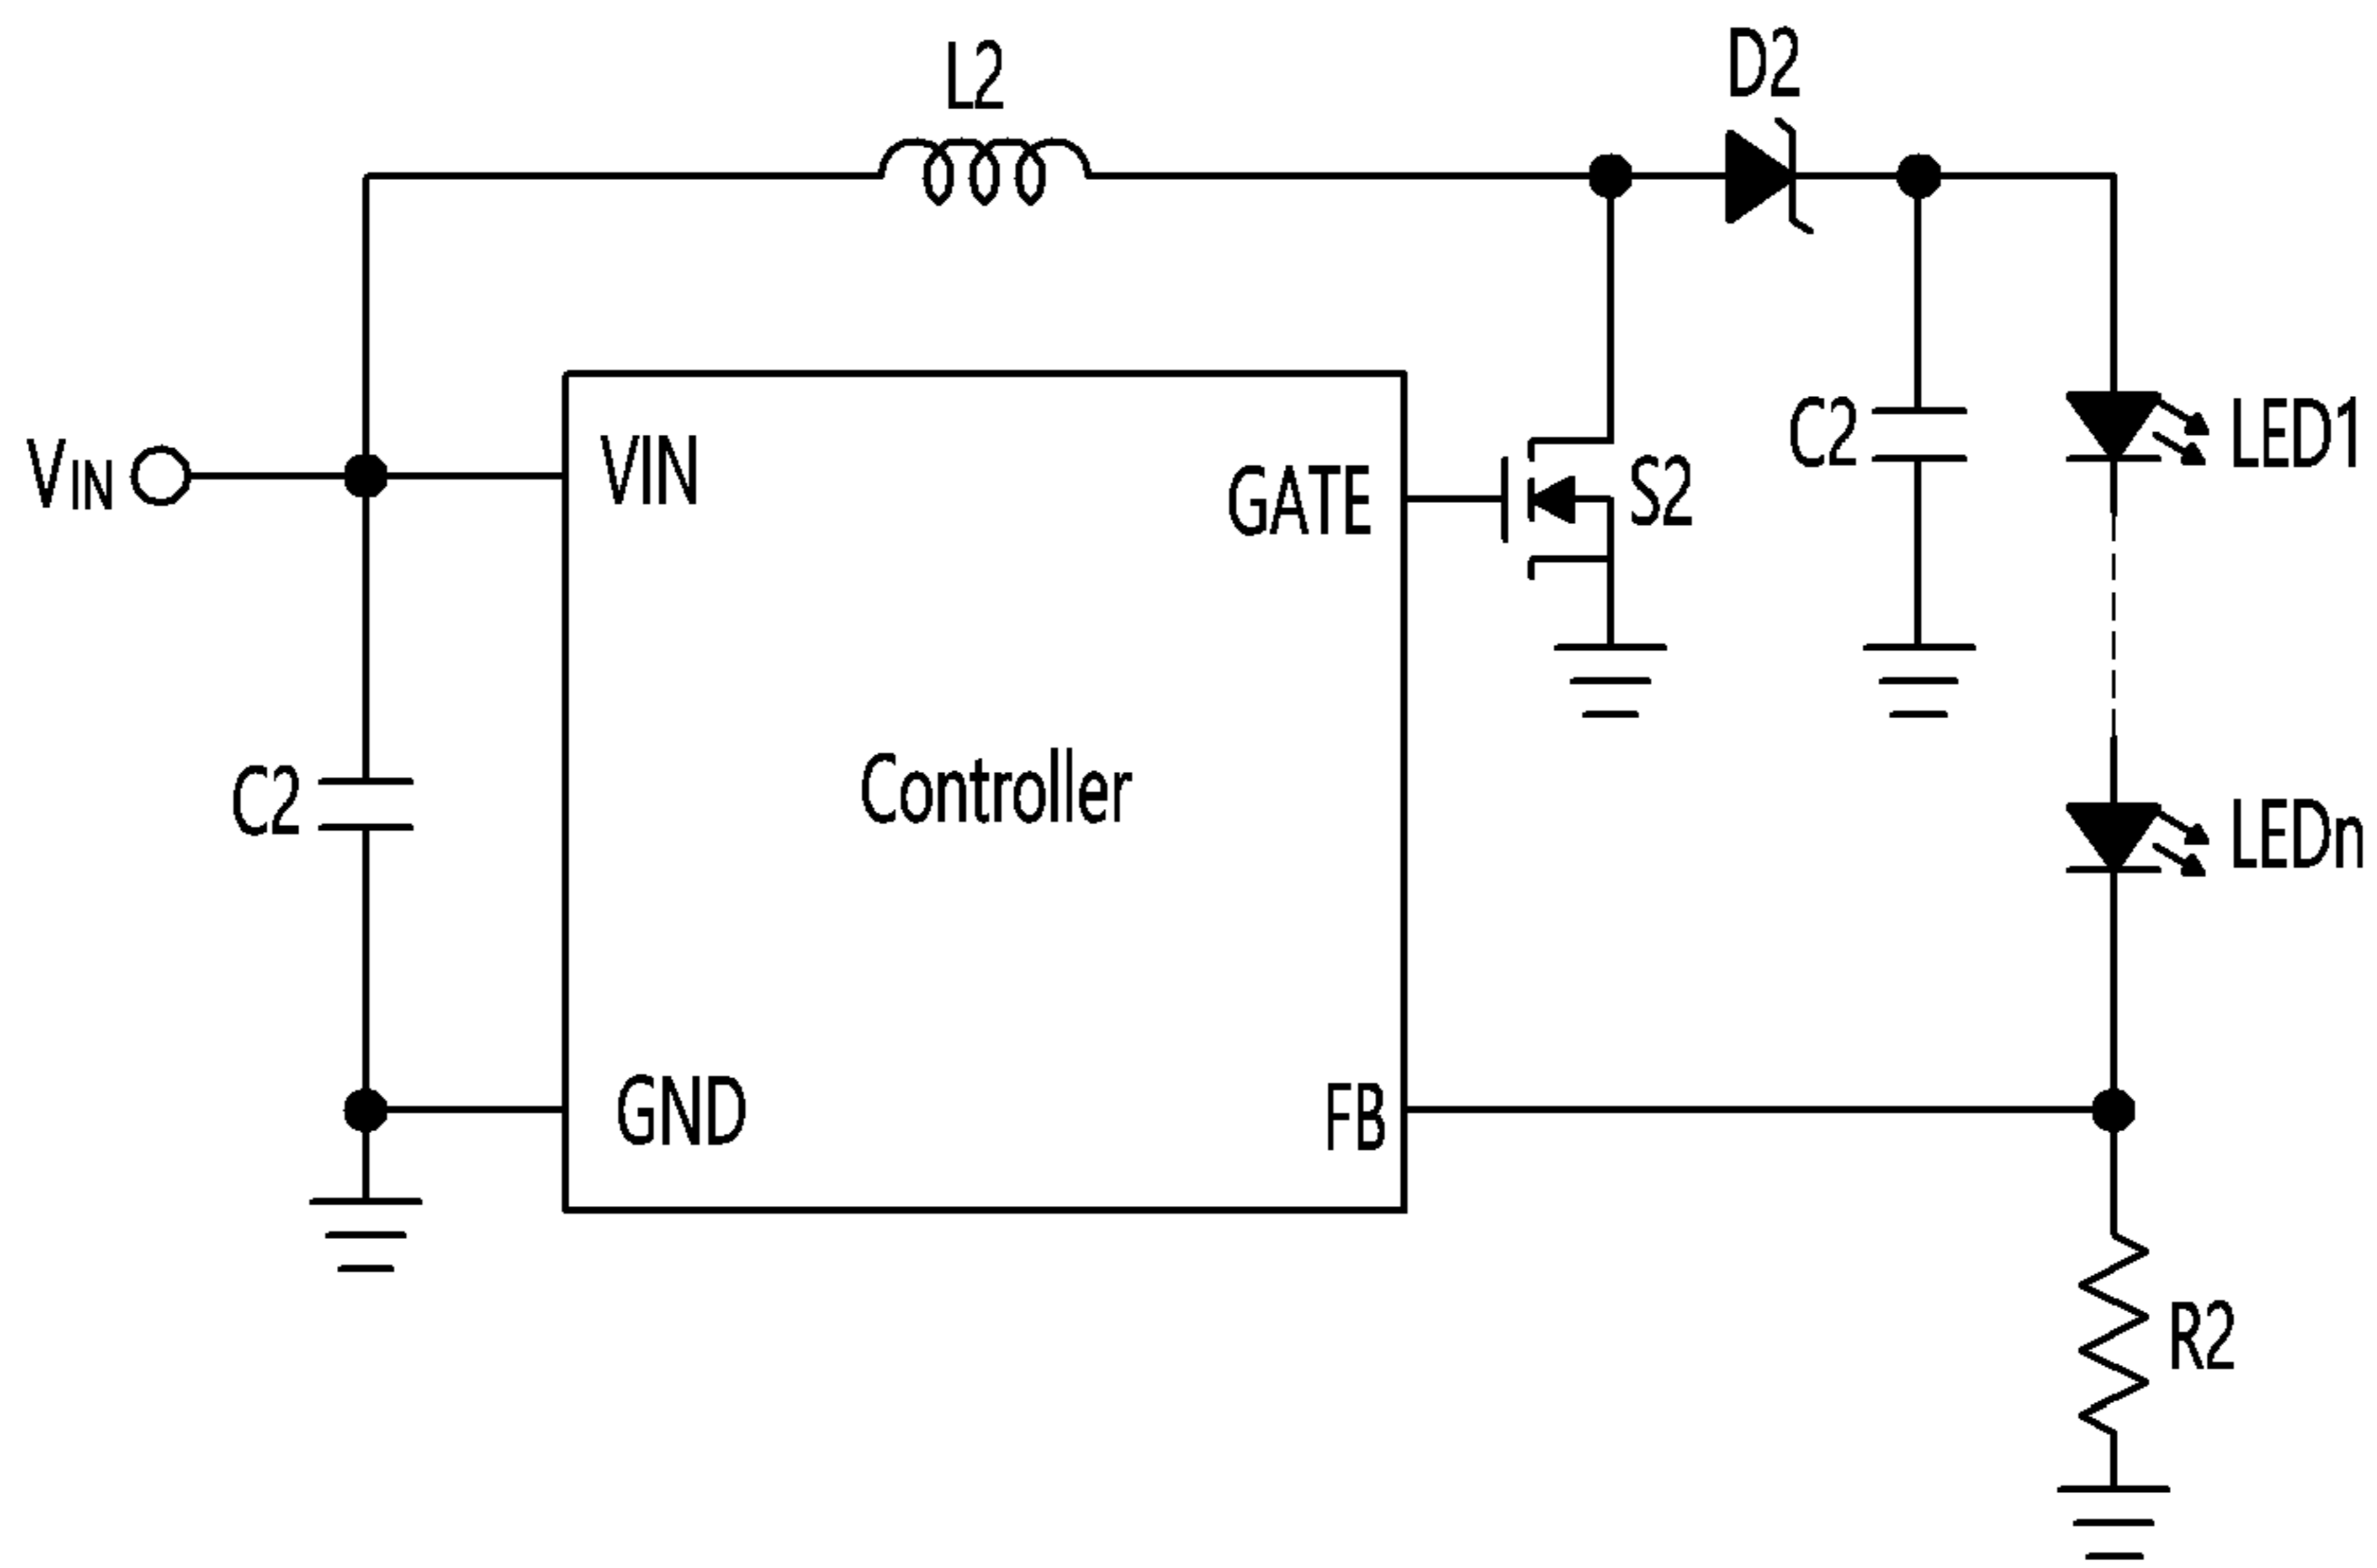 L2
D2
VIN
VIN
GATE
S2
C2
LED1
C2
Controller
LEDn
GND
FB
R2